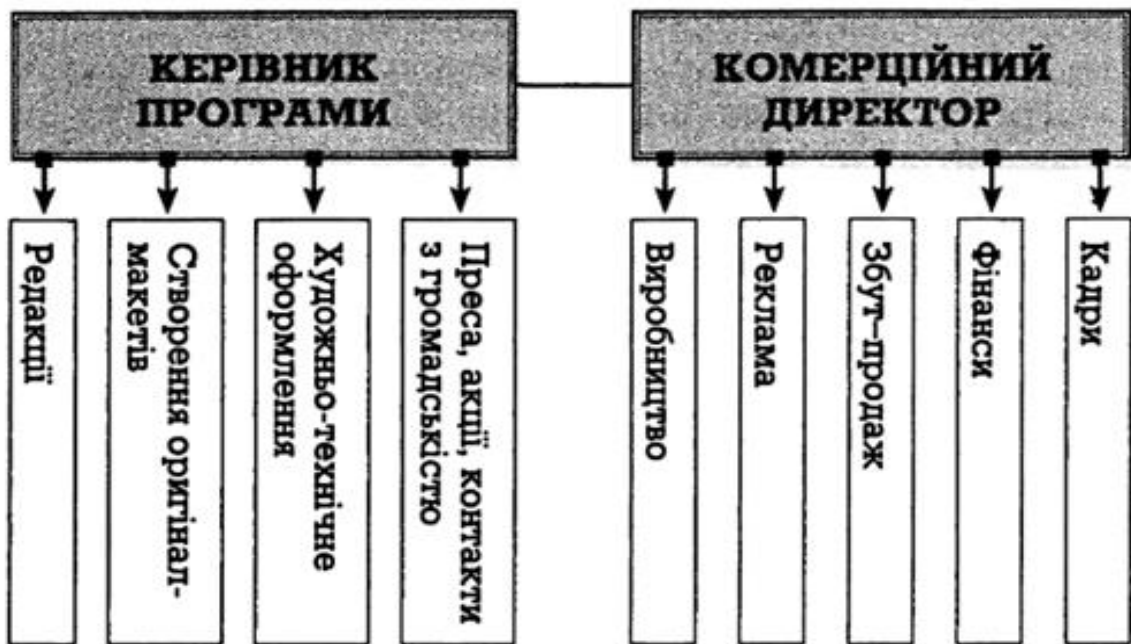 КЕРІВНИК
ПРОГРАМИ
КОМЕРЦІЙНИЙ
ДИРЕКТОР
Редакції
Створення оригінал-
макетів
Художньо-технічне
оформлення
Преса, акції, контакти
з громадськістю
Виробництво
Реклама
Збут–продаж
Фінанси
Кадри